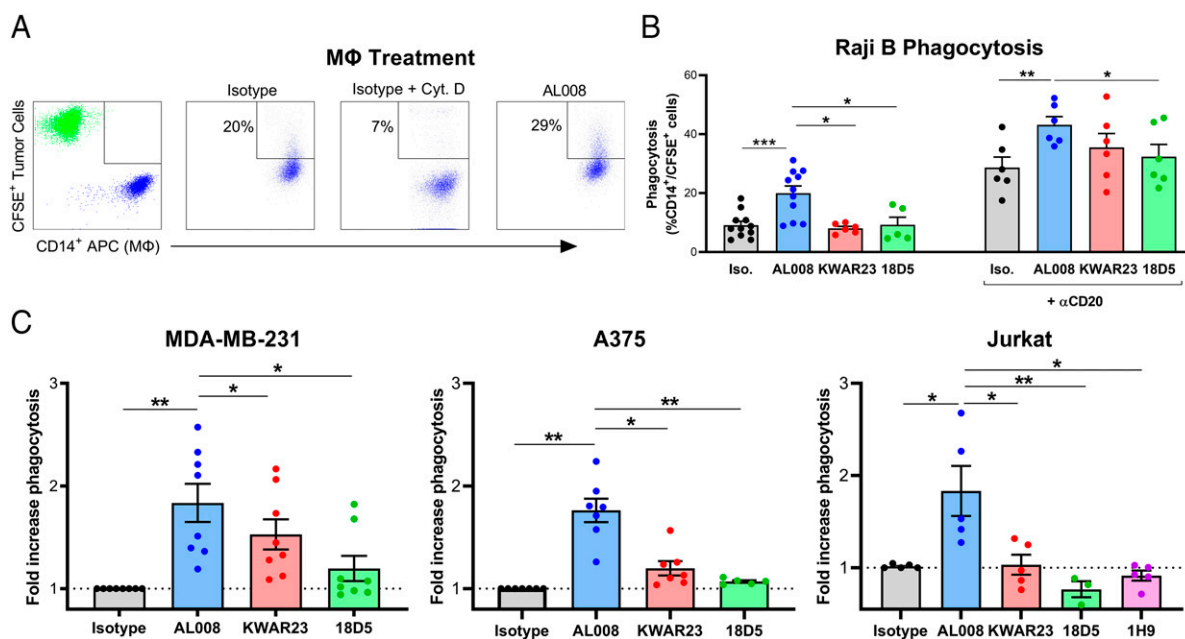 A
MΦ Treatment
Isotype
Isotype + Cyt. D
AL008
20%
7%
29%
CFSE+ Tumor Cells
CD14+ APC (MΦ)
B
Raji B Phagocytosis
Phagocytosis
(%CD14+/CFSE+ cells)
60
40
20
0
***
*
*
**
*
Iso.
AL008
KWAR23
18D5
Iso.
AL008
KWAR23
18D5
+ αCD20
C
MDA-MB-231
Fold increase phagocytosis
3
2
1
**
*
*
Isotype
AL008
KWAR23
18D5
A375
Fold increase phagocytosis
3
2
1
**
*
**
Isotype
AL008
KWAR23
18D5
Jurkat
Fold increase phagocytosis
3
2
1
*
*
**
*
Isotype
AL008
KWAR23
18D5
1H9